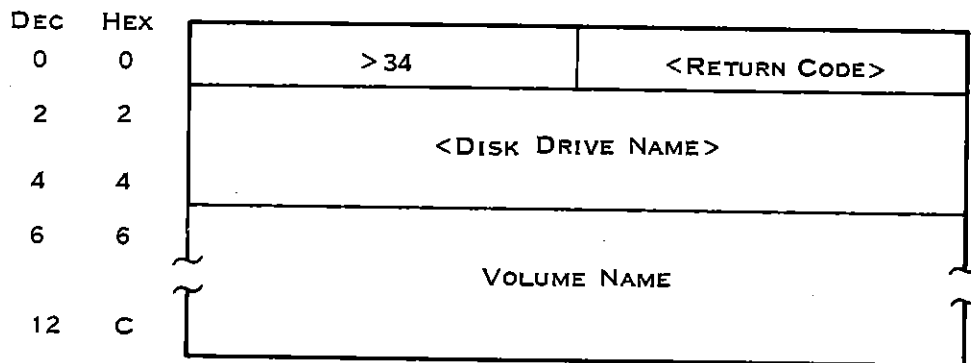 DEC HEX
0 0 >34 <RETURN CODE>
2 2
<DISK DRIVE NAME>
4 4
6 6
VOLUME NAME
12 C